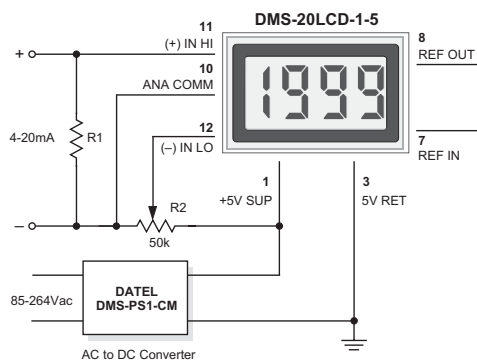 DMS-20LCD-1-5
11
(+) IN HI
8
REF OUT
+
10
ANA COMM
1999
4-20mA
R1
12
(–) IN LO
7
REF IN
1
+5V SUP
3
5V RET
R2
–
50k
85-264Vac
DATEL
DMS-PS1-CM
AC to DC Converter